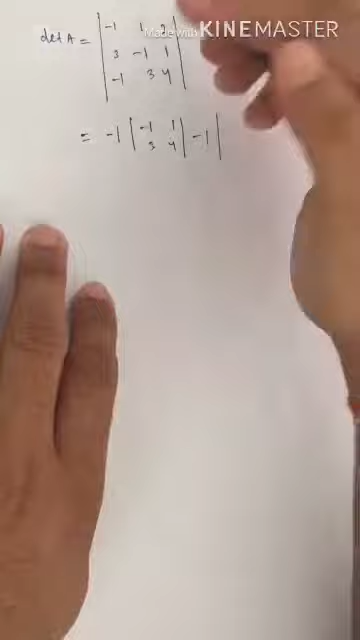 Made with KINEMASTER
det A = | -1 1 2 |
| 3 -1 1 |
| -1 3 4 |
= -1 | -1 1 | -1 |
| 3 4 |